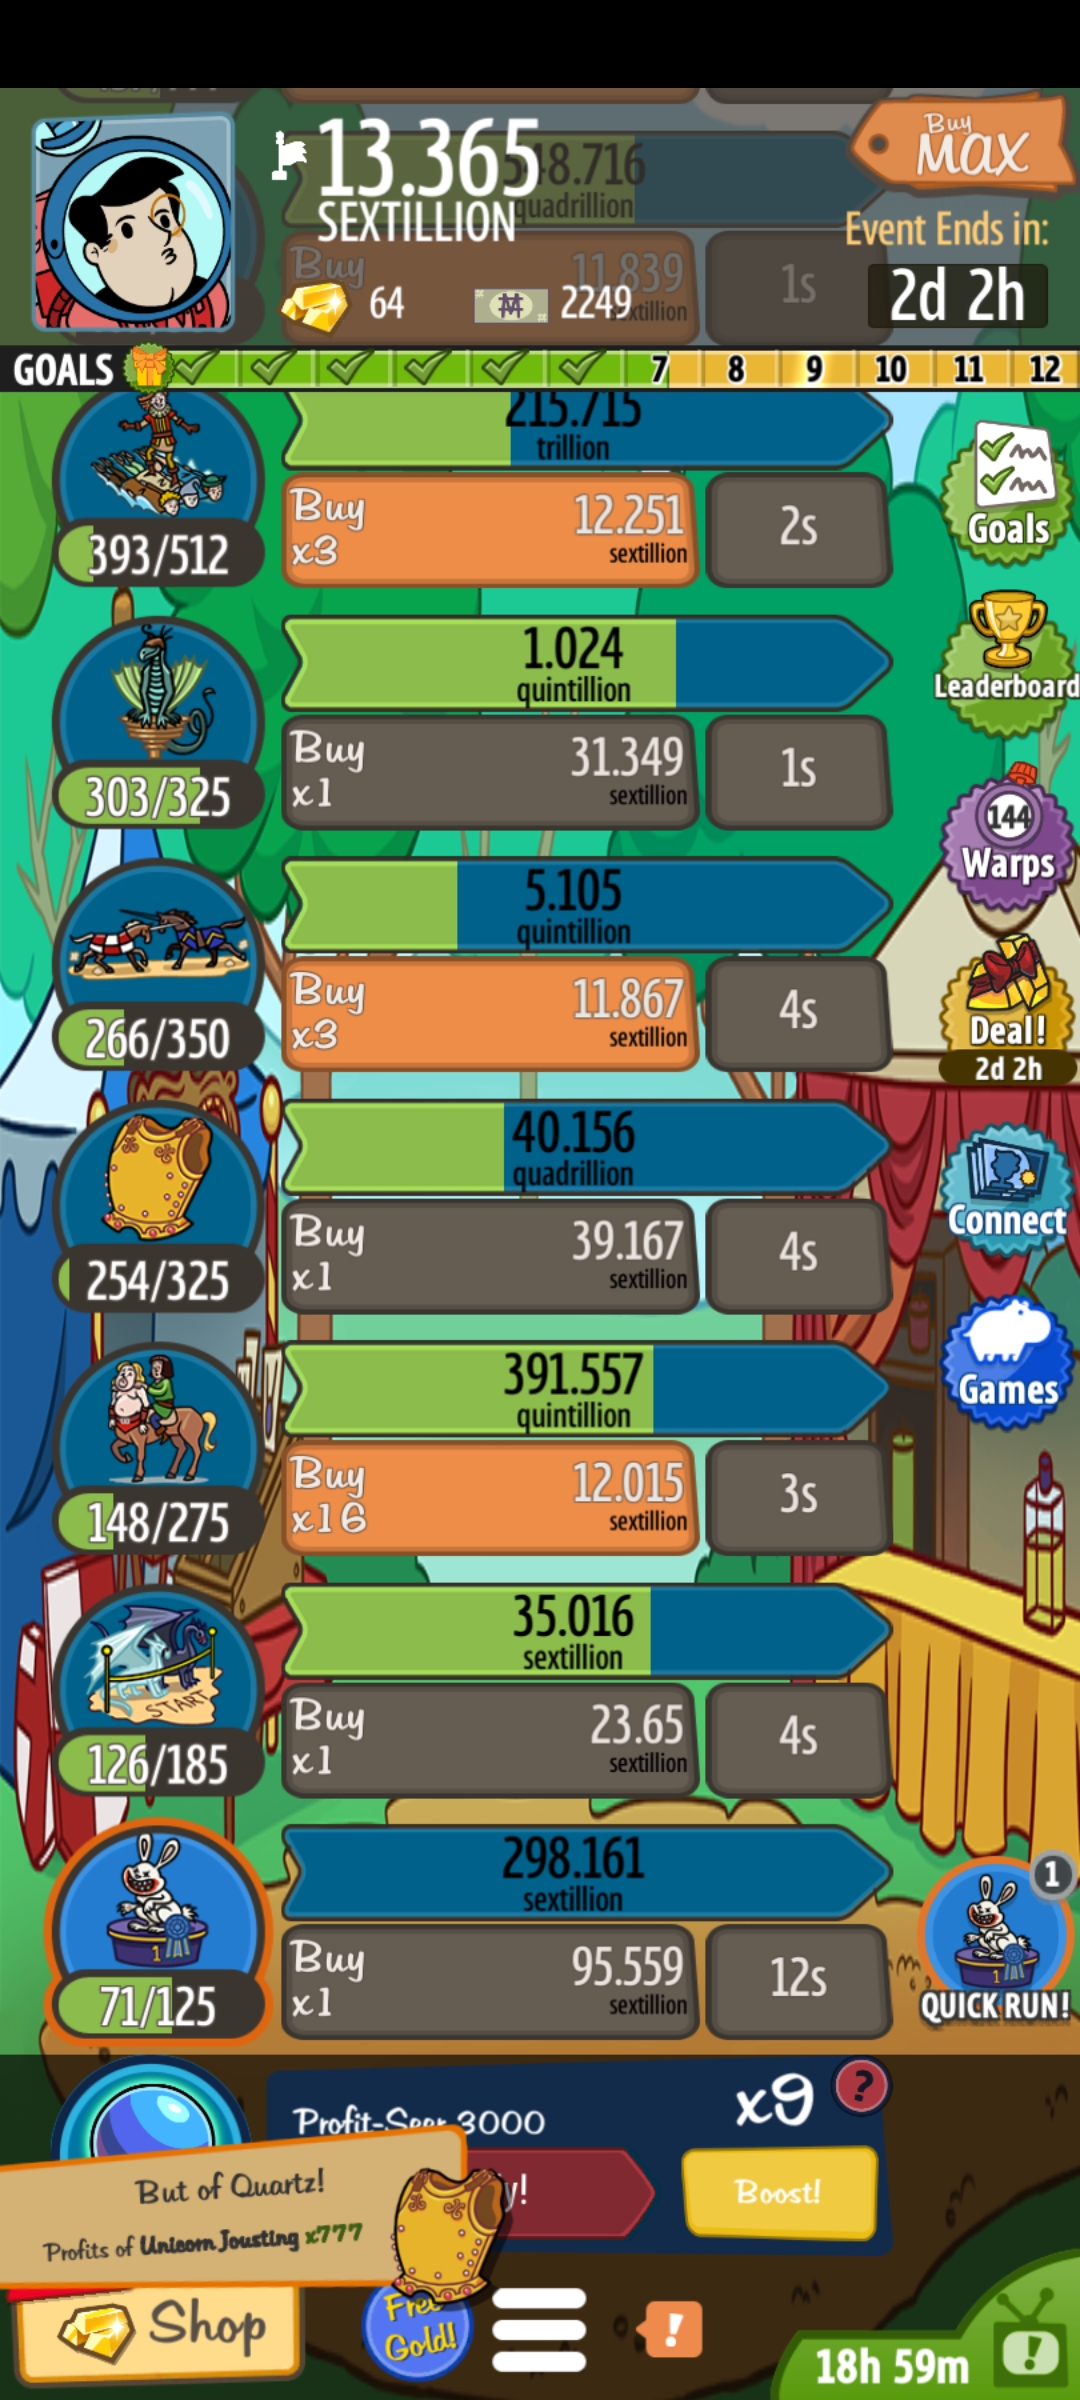 Buy
MAX
13.365
SEXTILLION
548.716
quadrillion
Event Ends in:
2d 2h
Buy
11.839
sextillion
1s
64
2249
GOALS
7 8 9 10 11 12
215.715
trillion
Buy
x3
12.251
sextillion
2s
393/512
Goals
1.024
quintillion
Leaderboard
Buy
x1
31.349
sextillion
1s
303/325
144
Warps
5.105
quintillion
Buy
x3
11.867
sextillion
4s
266/350
Deal!
2d 2h
40.156
quadrillion
Buy
x1
39.167
sextillion
4s
254/325
Connect
391.557
quintillion
Games
Buy
x16
12.015
sextillion
3s
148/275
35.016
sextillion
START
Buy
x1
23.65
sextillion
4s
126/185
298.161
sextillion
1
Buy
x1
95.559
sextillion
12s
71/125
1
1
QUICK RUN!
Profit-Seer 3000
x9
?
But of Quartz!
Profits of Unicorn Jousting x777
y!
Boost!
Shop
Free
Gold!
!
18h 59m
!